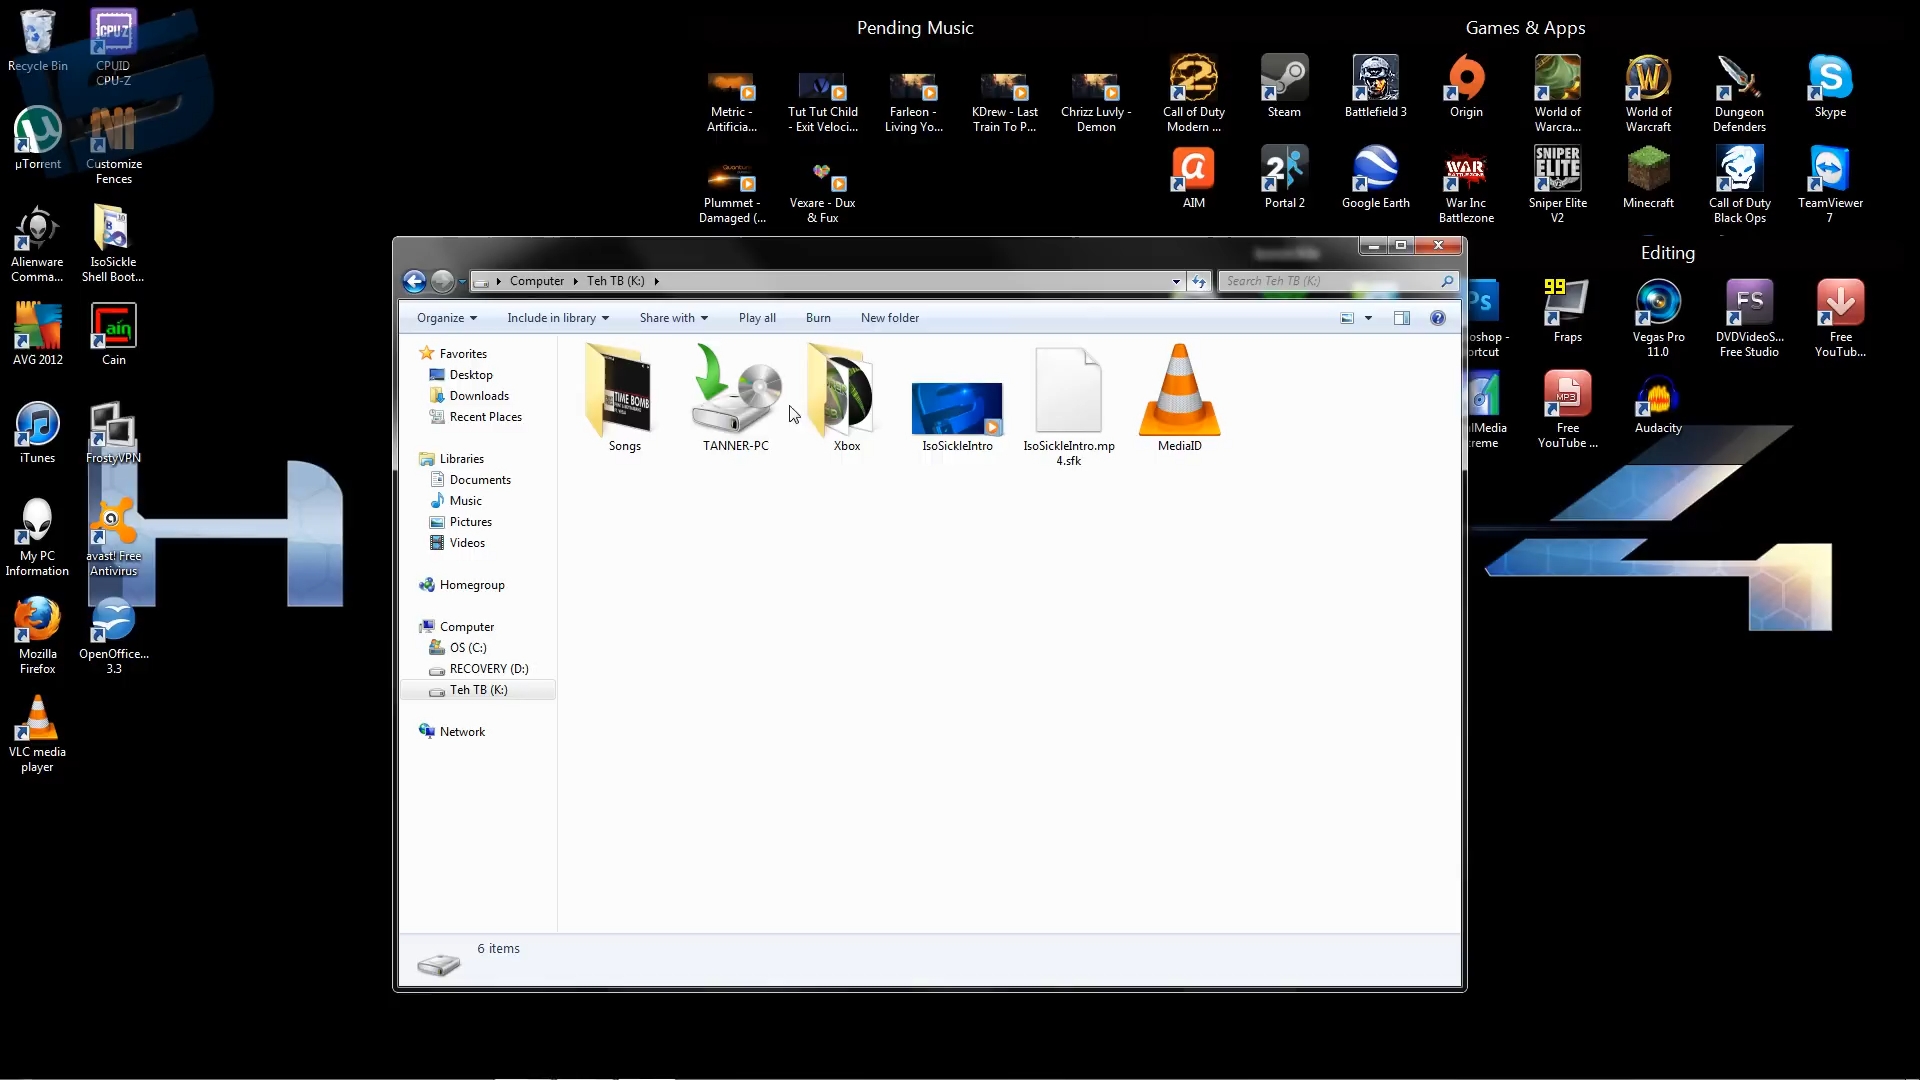 Pending Music
Games & Apps
Recycle Bin
CPUID
CPU-Z
µTorrent
Customize
Fences
Alienware
Comma...
IsoSickle
Shell Boot...
AVG 2012
Cain
iTunes
FrostyVPN
My PC
Information
avast! Free
Antivirus
Mozilla
Firefox
OpenOffice...
3.3
VLC media
player
Metric -
Artificia...
Tut Tut Child
- Exit Veloci...
Farleon -
Living Yo...
KDrew - Last
Train To P...
Chrizz Luvly -
Demon
Plummet -
Damaged (...
Vexare - Dux
& Fux
Call of Duty
Modern ...
Steam
Battlefield 3
Origin
World of
Warcra...
World of
Warcraft
Dungeon
Defenders
Skype
AIM
Portal 2
Google Earth
War Inc
Battlezone
Sniper Elite
V2
Minecraft
Call of Duty
Black Ops
TeamViewer
7
Editing
Fraps
Vegas Pro
11.0
DVDVideoS...
Free Studio
Free
YouTub...
Free
YouTube ...
Audacity
Computer
Teh TB (K:)
Search Teh TB (K:)
Organize
Include in library
Share with
Play all
Burn
New folder
Favorites
Desktop
Downloads
Recent Places
Libraries
Documents
Music
Pictures
Videos
Homegroup
Computer
OS (C:)
RECOVERY (D:)
Teh TB (K:)
Network
Songs
TANNER-PC
Xbox
IsoSickleIntro
IsoSickleIntro.mp
4.sfk
MediaID
6 items